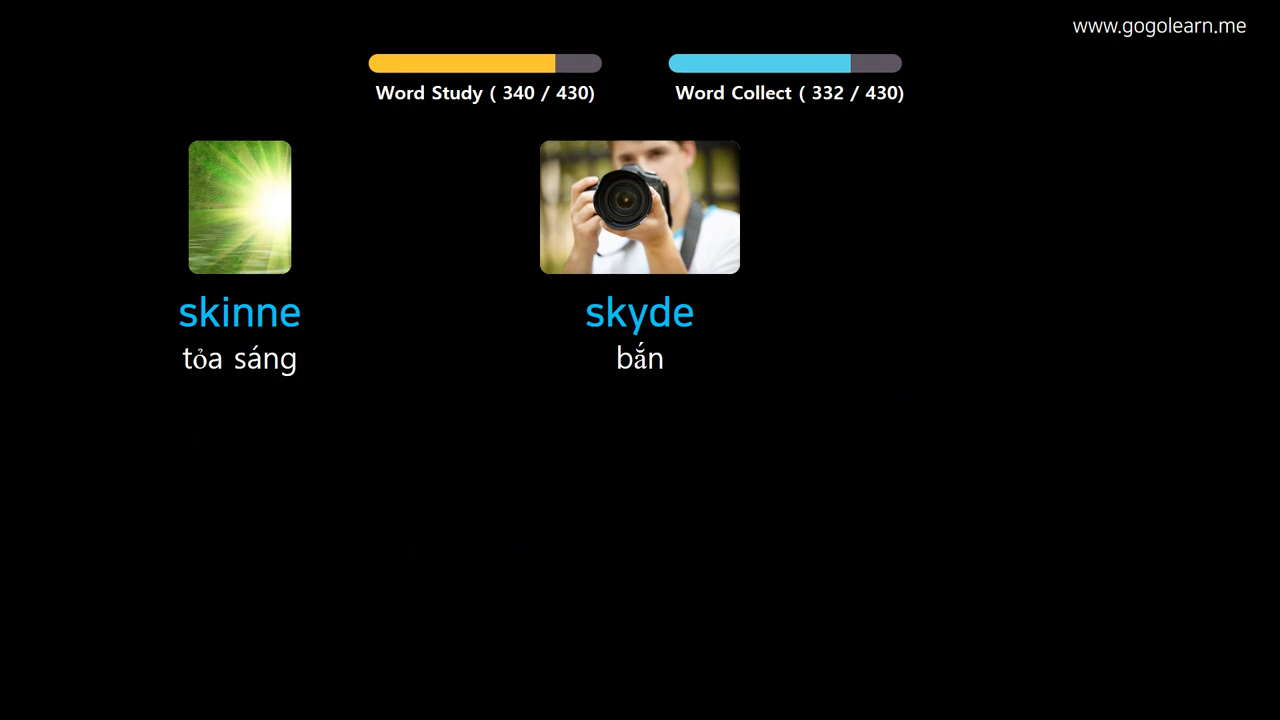 www.gogolearn.me
Word Study ( 340 / 430)
Word Collect ( 332 / 430)
skinne
tỏa sáng
skyde
bắn